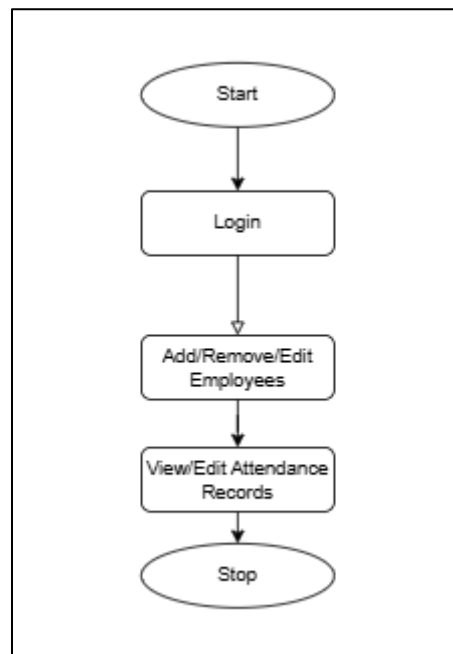 Start
Login
Add/Remove/Edit
Employees
View/Edit Attendance
Records
Stop